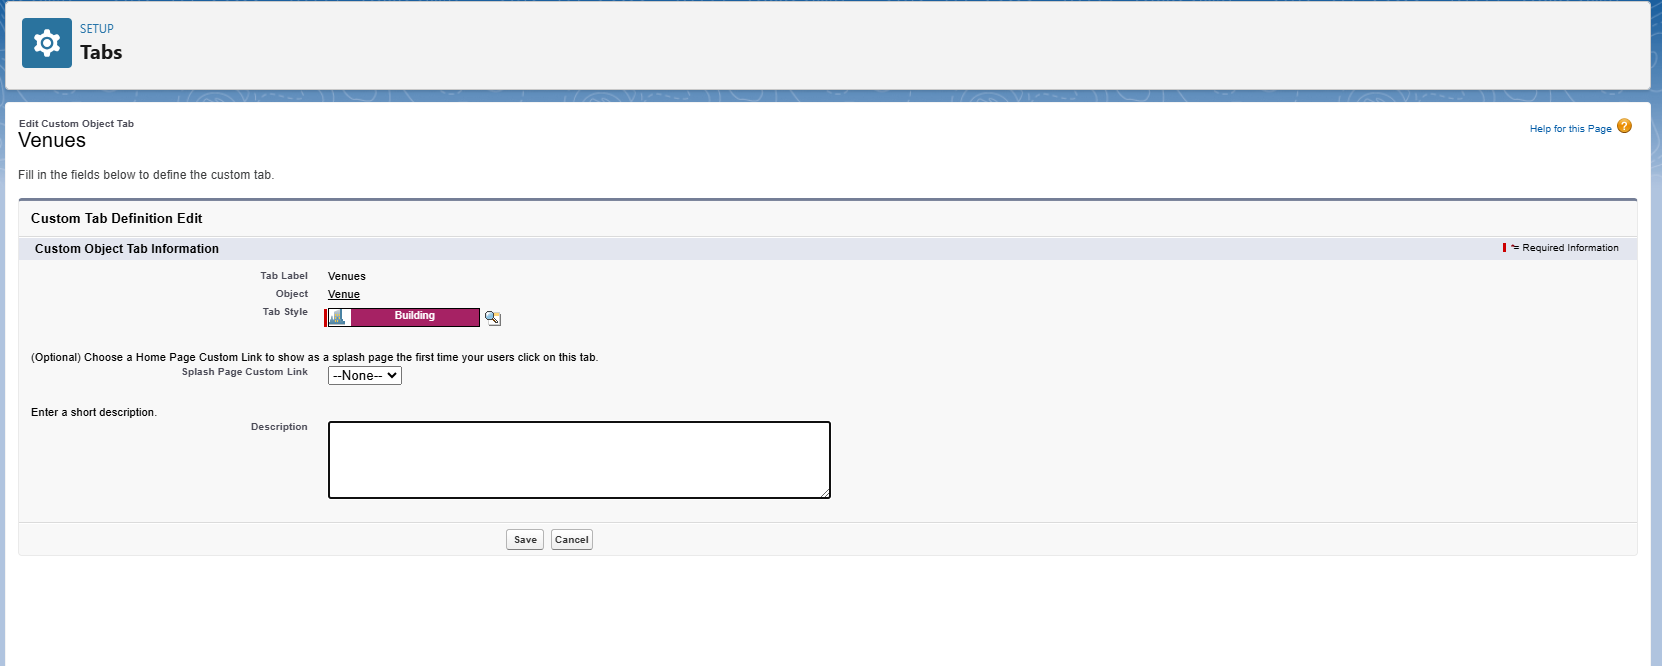 SETUP
Tabs
Edit Custom Object Tab
Venues
Help for this Page ?
Fill in the fields below to define the custom tab.
Custom Tab Definition Edit
Custom Object Tab Information
= Required Information
Tab Label Venues
Object Venue
Tab Style Building
(Optional) Choose a Home Page Custom Link to show as a splash page the first time your users click on this tab.
Splash Page Custom Link --None--
Enter a short description.
Description
Save Cancel